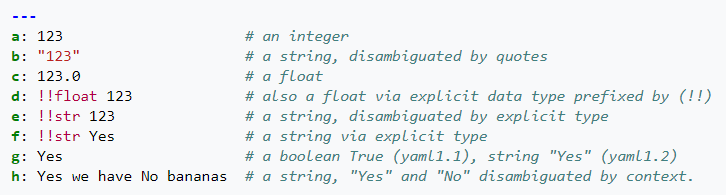 ---
a: 123                     # an integer
b: "123"                   # a string, disambiguated by quotes
c: 123.0                   # a float
d: !!float 123             # also a float via explicit data type prefixed by (!!)
e: !!str 123               # a string, disambiguated by explicit type
f: !!str Yes               # a string via explicit type
g: Yes                     # a boolean True (yaml1.1), string "Yes" (yaml1.2)
h: Yes we have No bananas  # a string, "Yes" and "No" disambiguated by context.